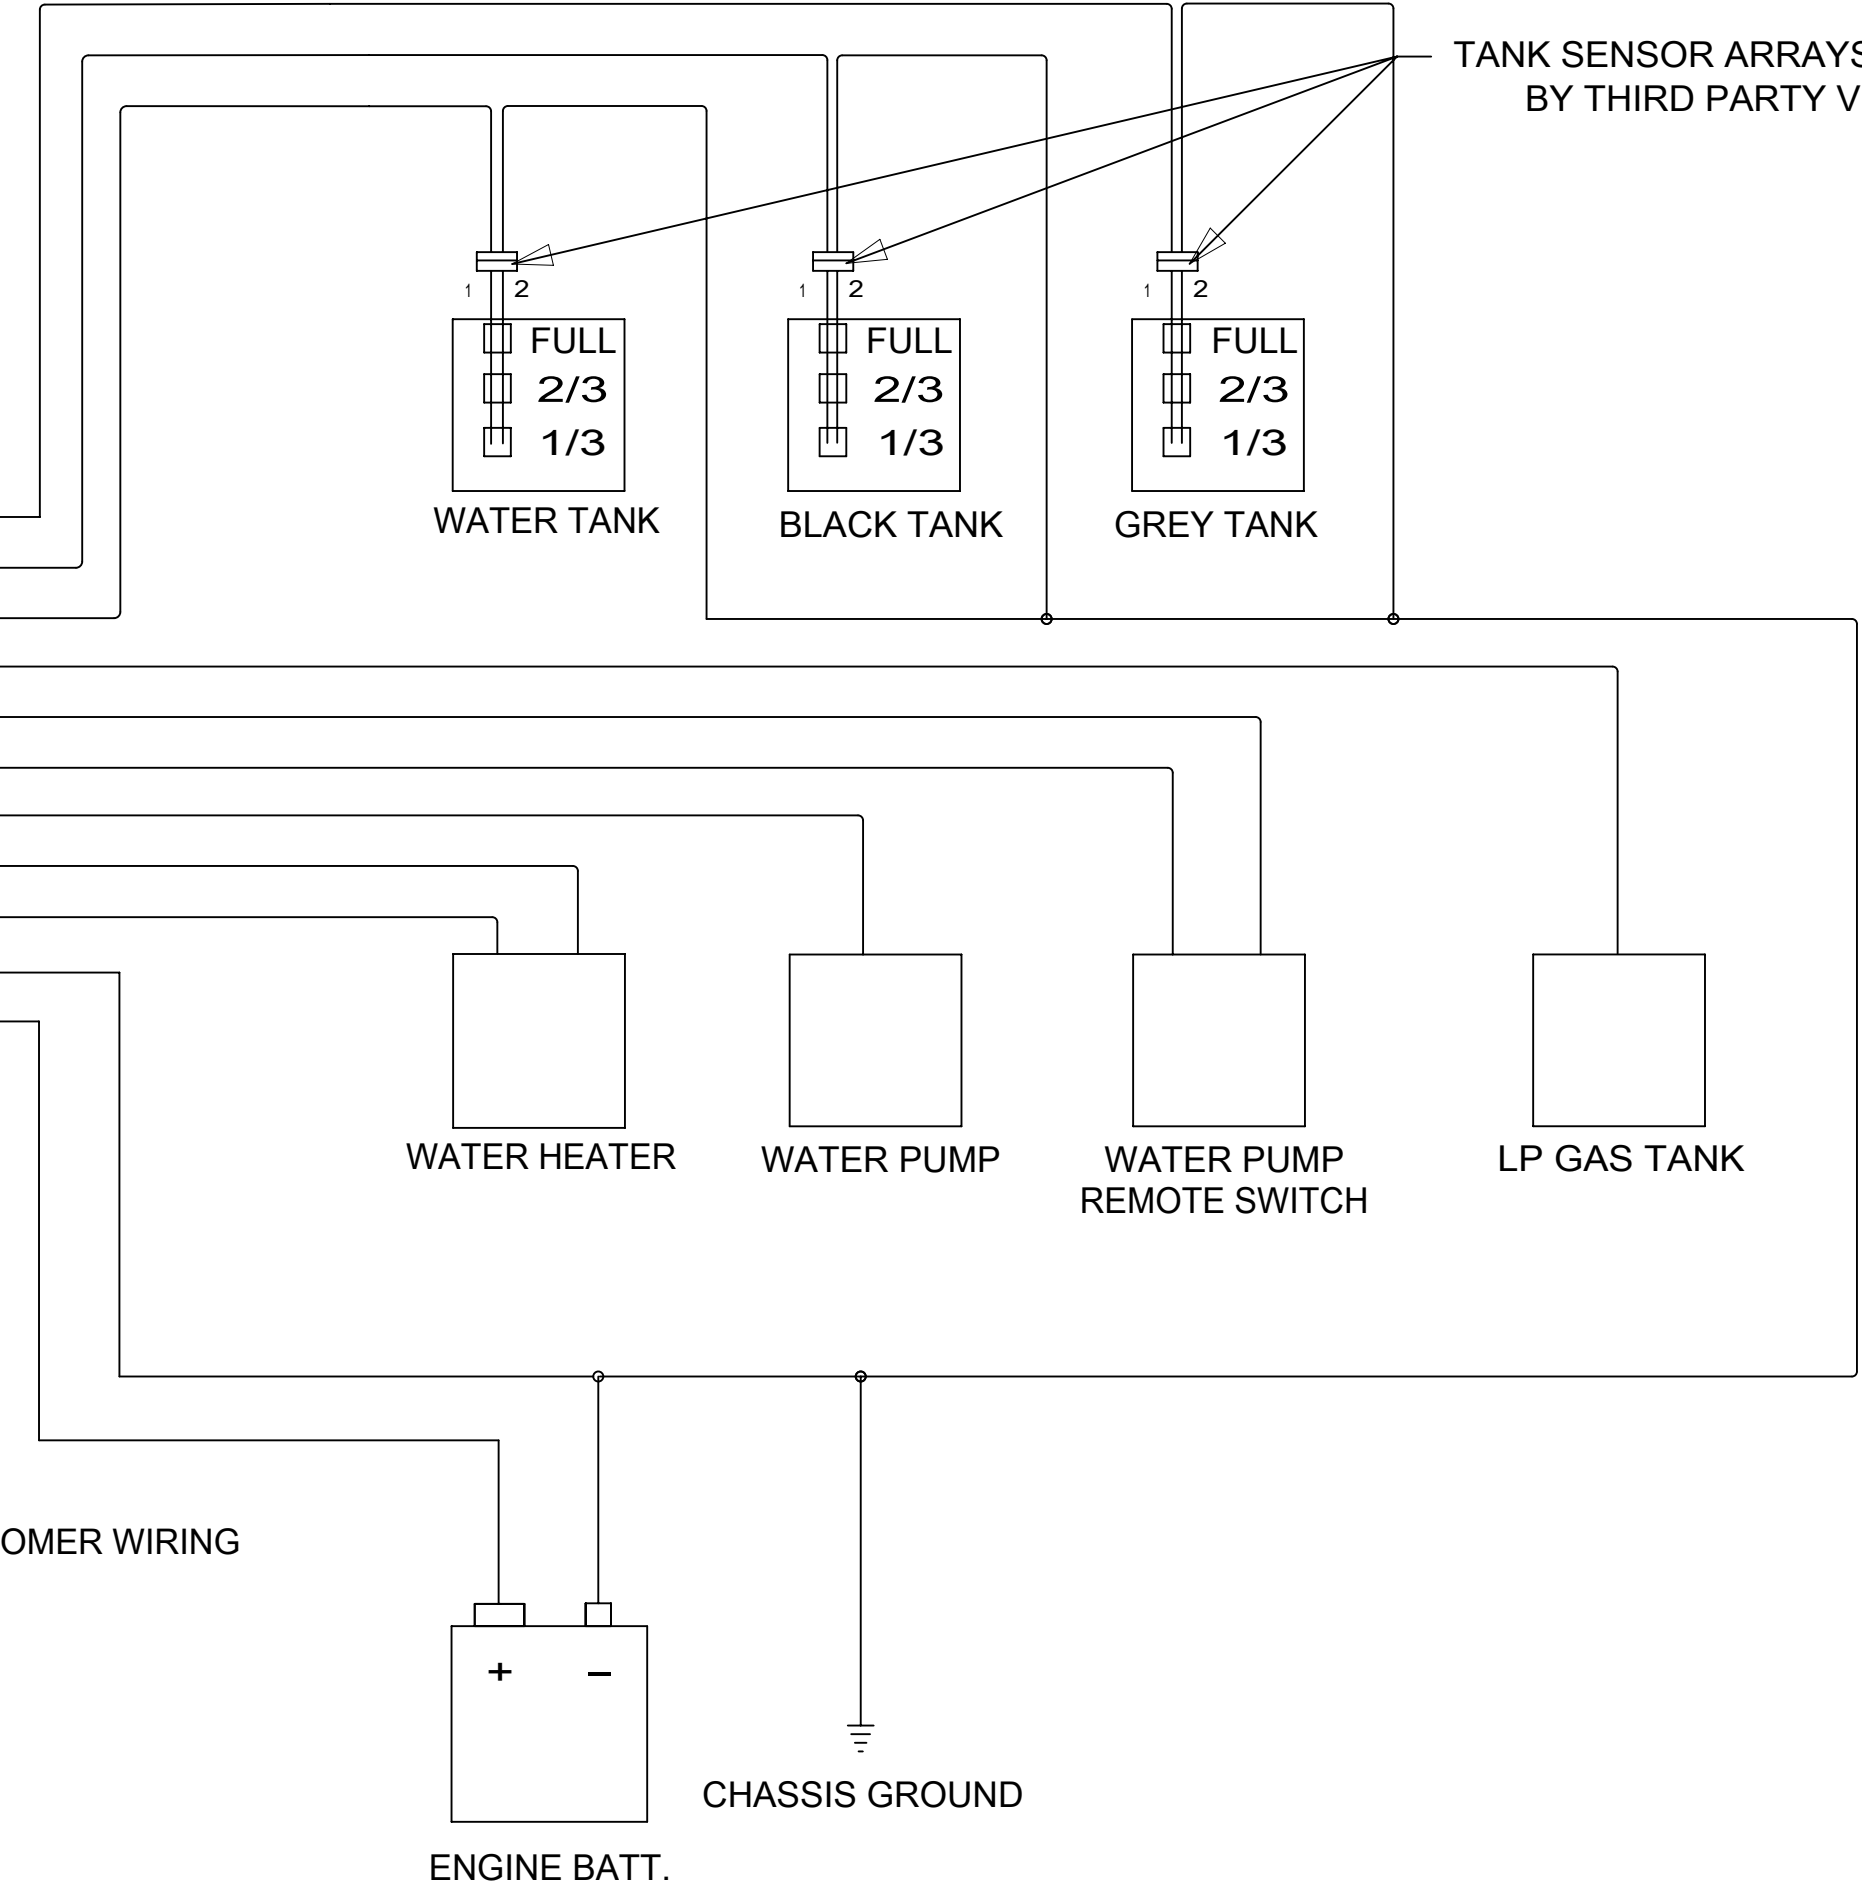 TANK SENSOR ARRAYS
BY THIRD PARTY V
1 2
1 2
1 2
FULL
2/3
1/3
FULL
2/3
1/3
FULL
2/3
1/3
WATER TANK
BLACK TANK
GREY TANK
WATER HEATER
WATER PUMP
WATER PUMP
REMOTE SWITCH
LP GAS TANK
OMER WIRING
+ –
CHASSIS GROUND
ENGINE BATT.